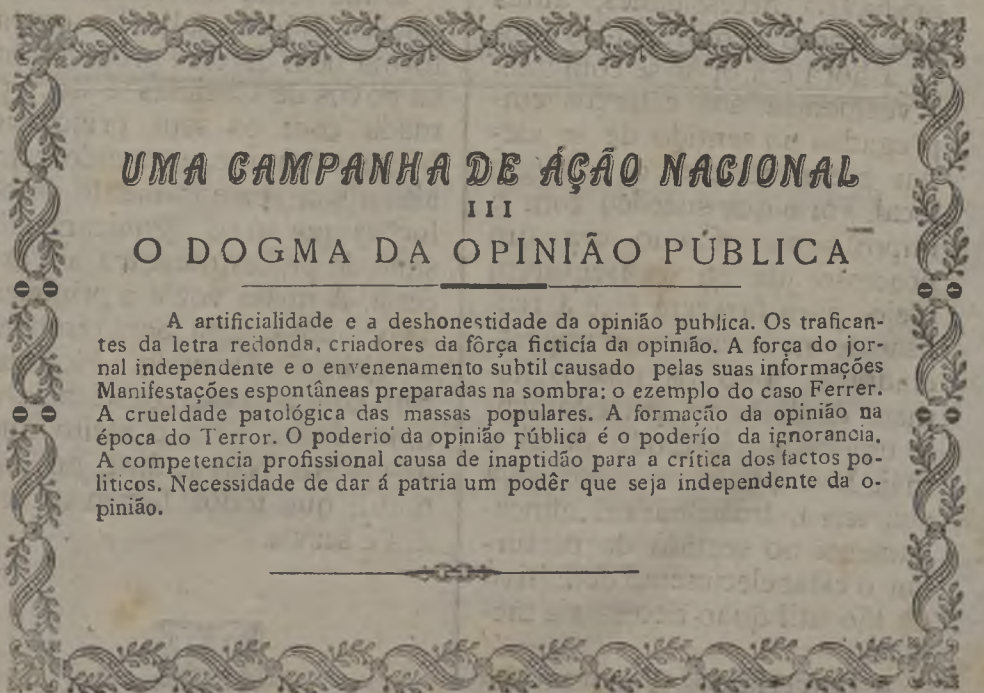 UMA CAMPANHA DE ÁÇÃO NACIONAL
III
O DOGMA DA OPINIÃO PÚBLICA
A artificialidade e a deshonestidade da opinião publica. Os trafican-
tes da letra redonda, criadores da fôrça ficticía da opinião. A força do jor-
nal independente e o envenenamento subtil causado pelas suas informações
Manifestações espontâneas preparadas na sombra: o ezemplo do caso Ferrer.
A crueldade patológica das massas populares. A formação da opinião na
época do Terror. O poderio da opinião pública é o poderío da ignorancia.
A competencia profissional causa de inaptidão para a crítica dos factos po-
liticos. Necessidade de dar á patria um podêr que seja independente da o-
pinião.